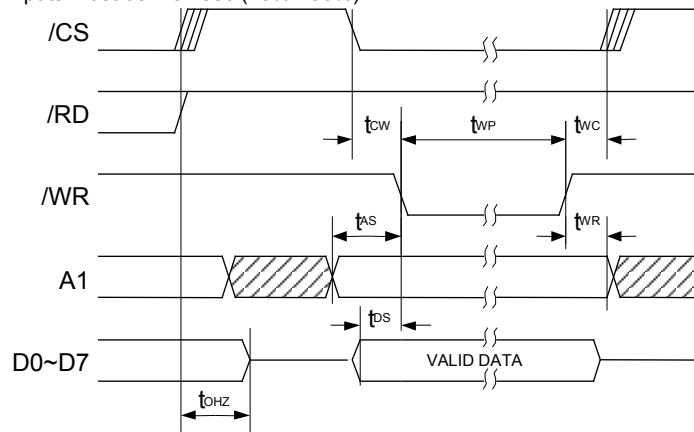 /CS
/RD
tCW tWP tWC
/WR
tAS tWR
A1
tDS
D0~D7 VALID DATA
tOHZ